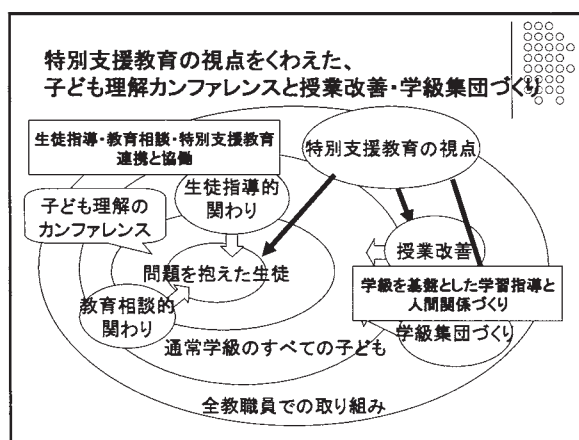 特別支援教育の視点をくわえた、
子ども理解カンファレンスと授業改善・学級集団づくり
生徒指導・教育相談・特別支援教育
連携と協働
特別支援教育の視点
子ども理解の
カンファレンス
生徒指導的
関わり
授業改善
問題を抱えた生徒
学級を基盤とした学習指導と
人間関係づくり
教育相談的
関わり
学級集団づくり
通常学級のすべての子ども
全教職員での取り組み